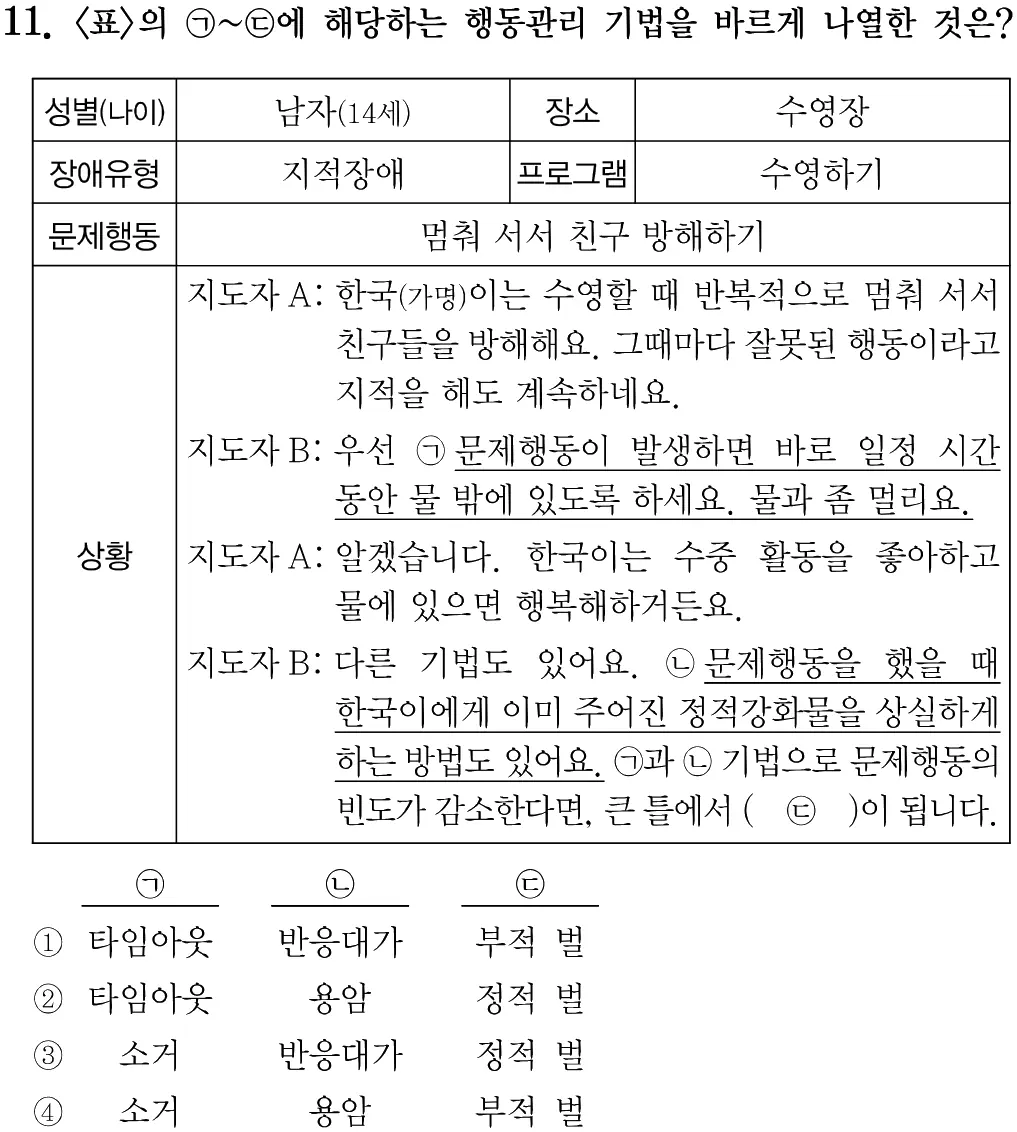 11. 〈표〉의 ㉠~㉢에 해당하는 행동관리 기법을 바르게 나열한 것은?
성별(나이) 남자(14세) 장소 수영장
장애유형 지적장애 프로그램 수영하기
문제행동 멈춰 서서 친구 방해하기
상황
지도자 A: 한국(가명)이는 수영할 때 반복적으로 멈춰 서서
친구들을 방해해요. 그때마다 잘못된 행동이라고
지적을 해도 계속하네요.
지도자 B: 우선 ㉠ 문제행동이 발생하면 바로 일정 시간
동안 물 밖에 있도록 하세요. 물과 좀 멀리요.
지도자 A: 알겠습니다. 한국이는 수중 활동을 좋아하고
물에 있으면 행복해하거든요.
지도자 B: 다른 기법도 있어요. ㉡ 문제행동을 했을 때
한국이에게 이미 주어진 정적강화물을 상실하게
하는 방법도 있어요. ㉠과 ㉡ 기법으로 문제행동의
빈도가 감소한다면, 큰 틀에서 ( ㉢ )이 됩니다.
㉠ ㉡ ㉢
① 타임아웃 반응대가 부적 벌
② 타임아웃 용암 정적 벌
③ 소거 반응대가 정적 벌
④ 소거 용암 부적 벌